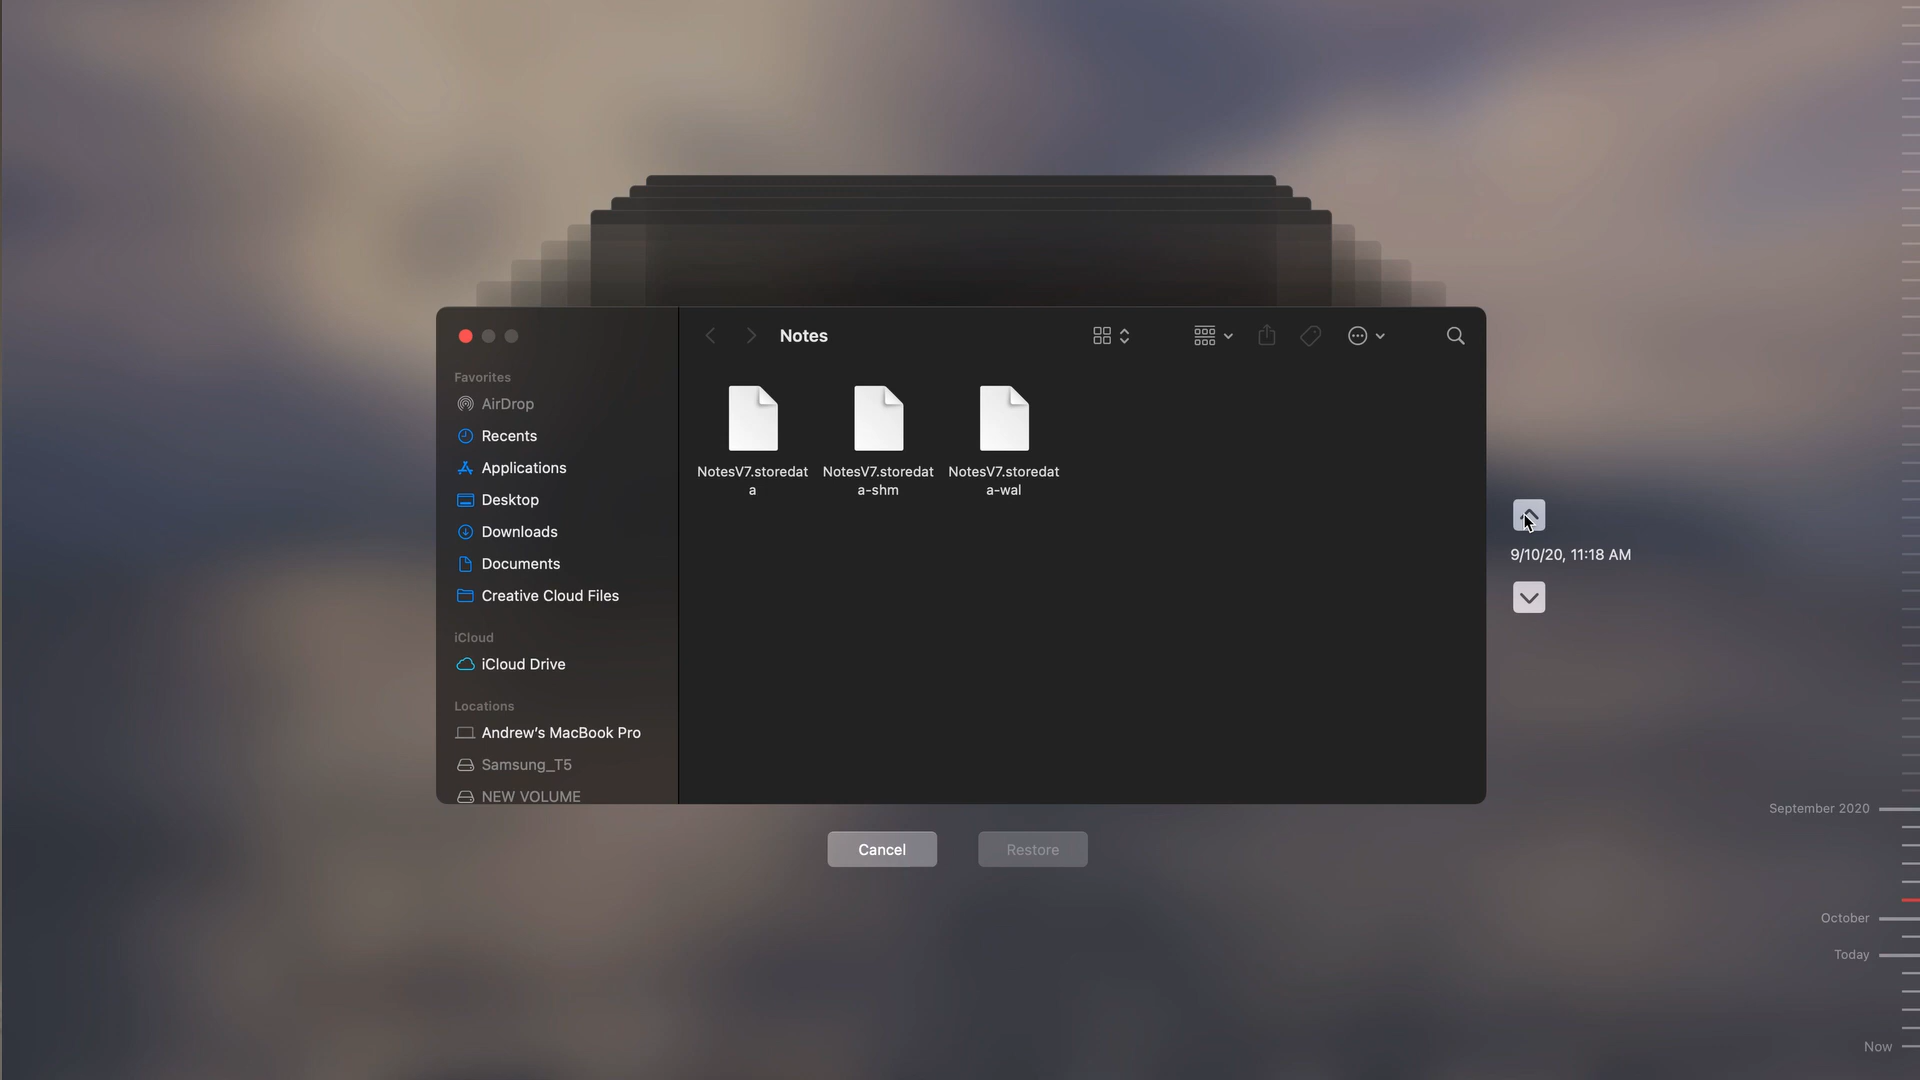 Notes
Favorites
AirDrop
Recents
Applications
Desktop
Downloads
Documents
Creative Cloud Files
iCloud
iCloud Drive
Locations
Andrew's MacBook Pro
Samsung_T5
NEW VOLUME
NotesV7.storedat NotesV7.storedat NotesV7.storedat
a a-shm a-wal
9/10/20, 11:18 AM
Cancel Restore
September 2020
October
Today
Now